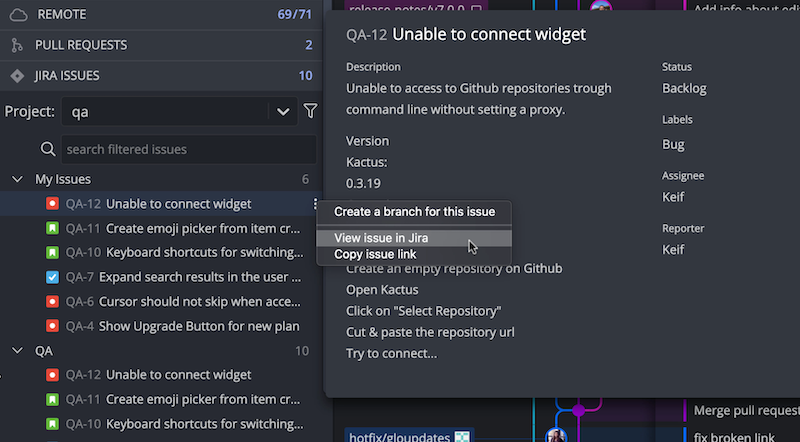 REMOTE 69/71
PULL REQUESTS 2
JIRA ISSUES 10
Project: qa
search filtered issues
My Issues 6
QA-12 Unable to connect widget
QA-11 Create emoji picker from item cr...
QA-10 Keyboard shortcuts for switching...
QA-7 Expand search results in the user ...
QA-6 Cursor should not skip when acce...
QA-4 Show Upgrade Button for new plan
QA 10
QA-12 Unable to connect widget
QA-11 Create emoji picker from item cr...
QA-10 Keyboard shortcuts for switching...
release-notes/v7.0.0
Add info about edi
QA-12 Unable to connect widget
Description
Unable to access to Github repositories trough
command line without setting a proxy.
Version
Kactus:
0.3.19
Create a branch for this issue
View issue in Jira
Copy issue link
Create an empty repository on Github
Open Kactus
Click on "Select Repository"
Cut & paste the repository url
Try to connect...
Status
Backlog
Labels
Bug
Assignee
Keif
Reporter
Keif
Merge pull request
hotfix/gloupdates
fix broken link